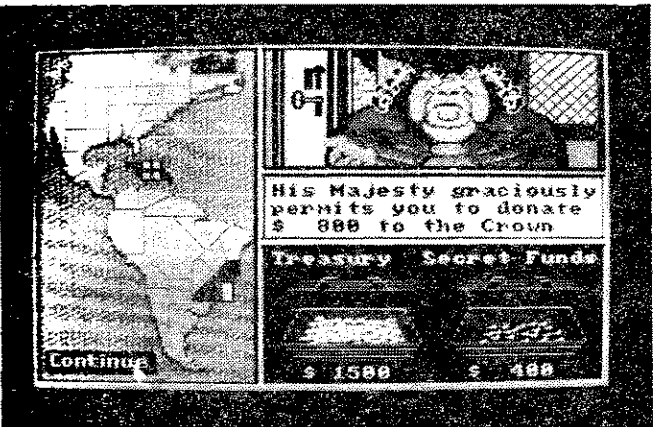 His Majesty graciously
permits you to donate
$ 800 to the Crown
Treasury Secret Funds
Continue
$ 1500 $ 400